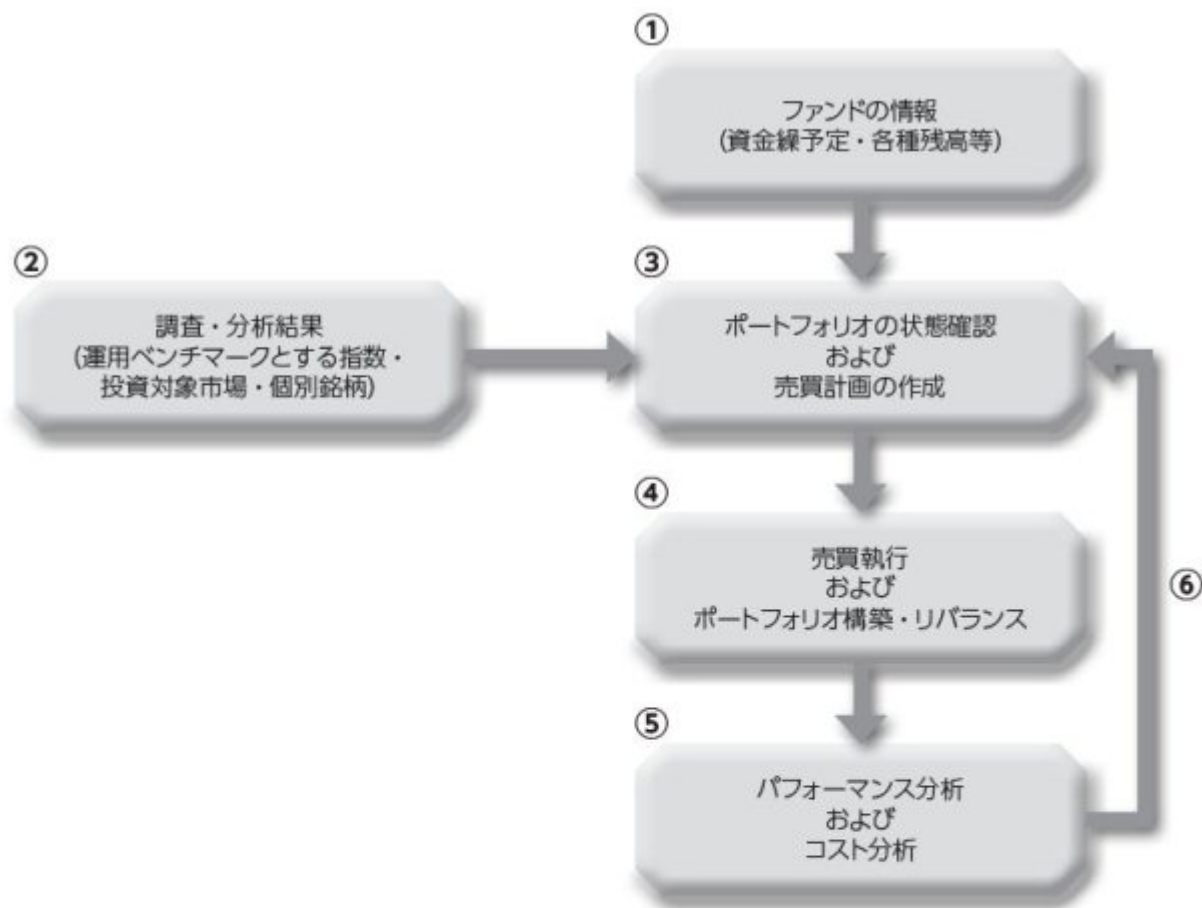 ①
ファンドの情報
(資金繰予定・各種残高等)
②
調査・分析結果
(運用ベンチマークとする指数・
投資対象市場・個別銘柄)
③
ポートフォリオの状態確認
および
売買計画の作成
④
売買執行
および
ポートフォリオ構築・リバランス
⑤
パフォーマンス分析
および
コスト分析
⑥